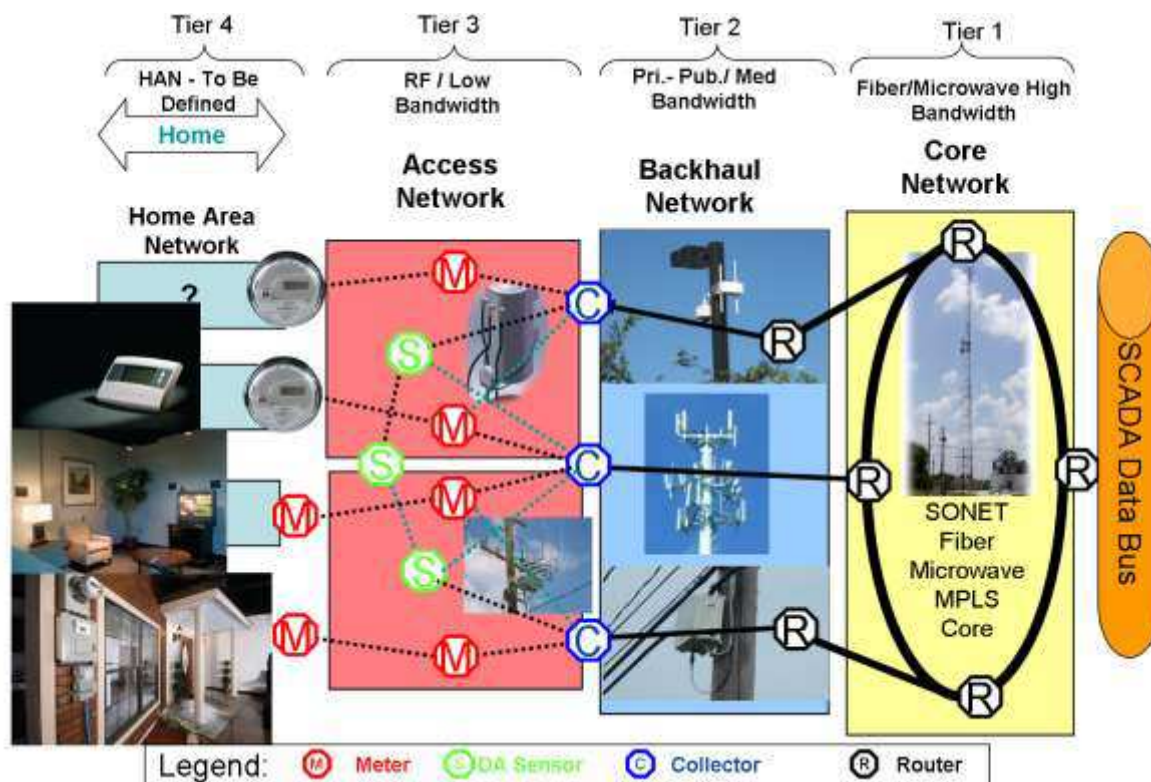 Tier 4
Tier 3
Tier 2
Tier 1
HAN - To Be
Defined
Home
RF / Low
Bandwidth
Pri.- Pub./ Med
Bandwidth
Fiber/Microwave High
Bandwidth
Home Area
Network
Access
Network
Backhaul
Network
Core
Network
?
M
M
M
M
M
M
S
S
S
C
C
C
R
R
R
R
R
R
SONET
Fiber
Microwave
MPLS
Core
SCADA Data Bus
Legend:
M Meter
S DA Sensor
C Collector
R Router